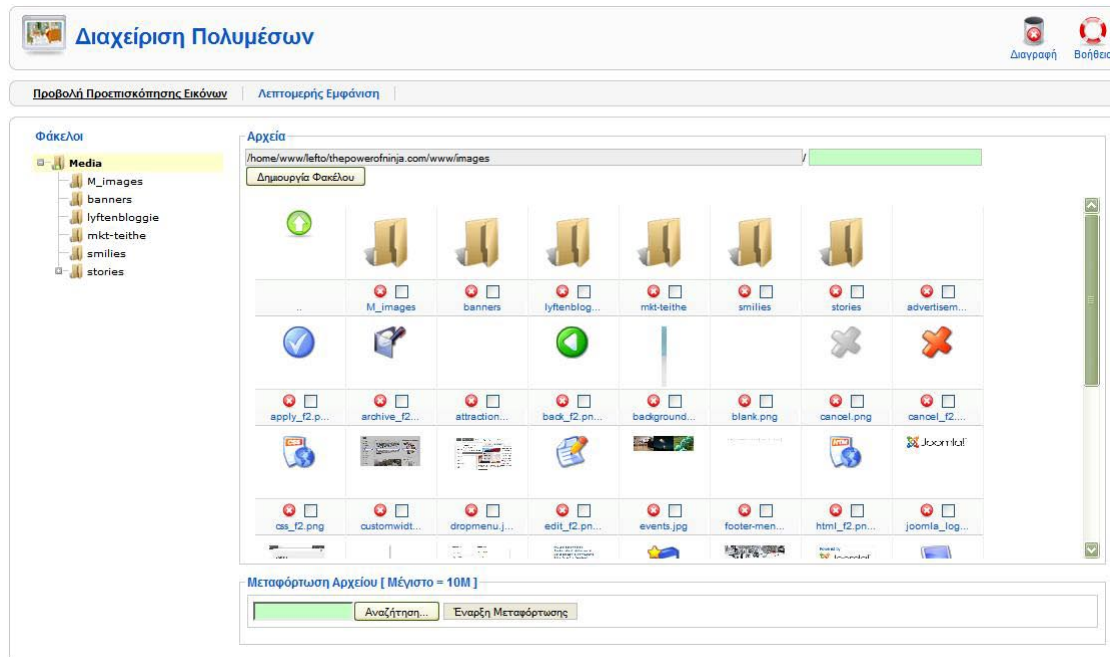 Διαχείριση Πολυμέσων
Διαγραφή
Βοήθεια
Προβολή Προεπισκόπησης Εικόνων
Λεπτομερής Εμφάνιση
Φάκελοι
Media
M_images
banners
lyftenbloggie
mkt-teithe
smilies
stories
Αρχεία
/home/www/lefto/thepowerofninja.com/www/images /
Δημιουργία Φακέλου
.. M_images banners lyftenblog... mkt-teithe smilies stories advertisem...
apply_f2.p... archive_f2... attraction... back_f2.pn... background... blank.png cancel.png cancel_f2....
css_f2.png customwidt... dropmenu.j... edit_f2.pn... events.jpg footer-men... html_f2.pn... joomla_log...
Joomla!
Μεταφόρτωση Αρχείου [ Μέγιστο = 10M ]
Αναζήτηση... Έναρξη Μεταφόρτωσης